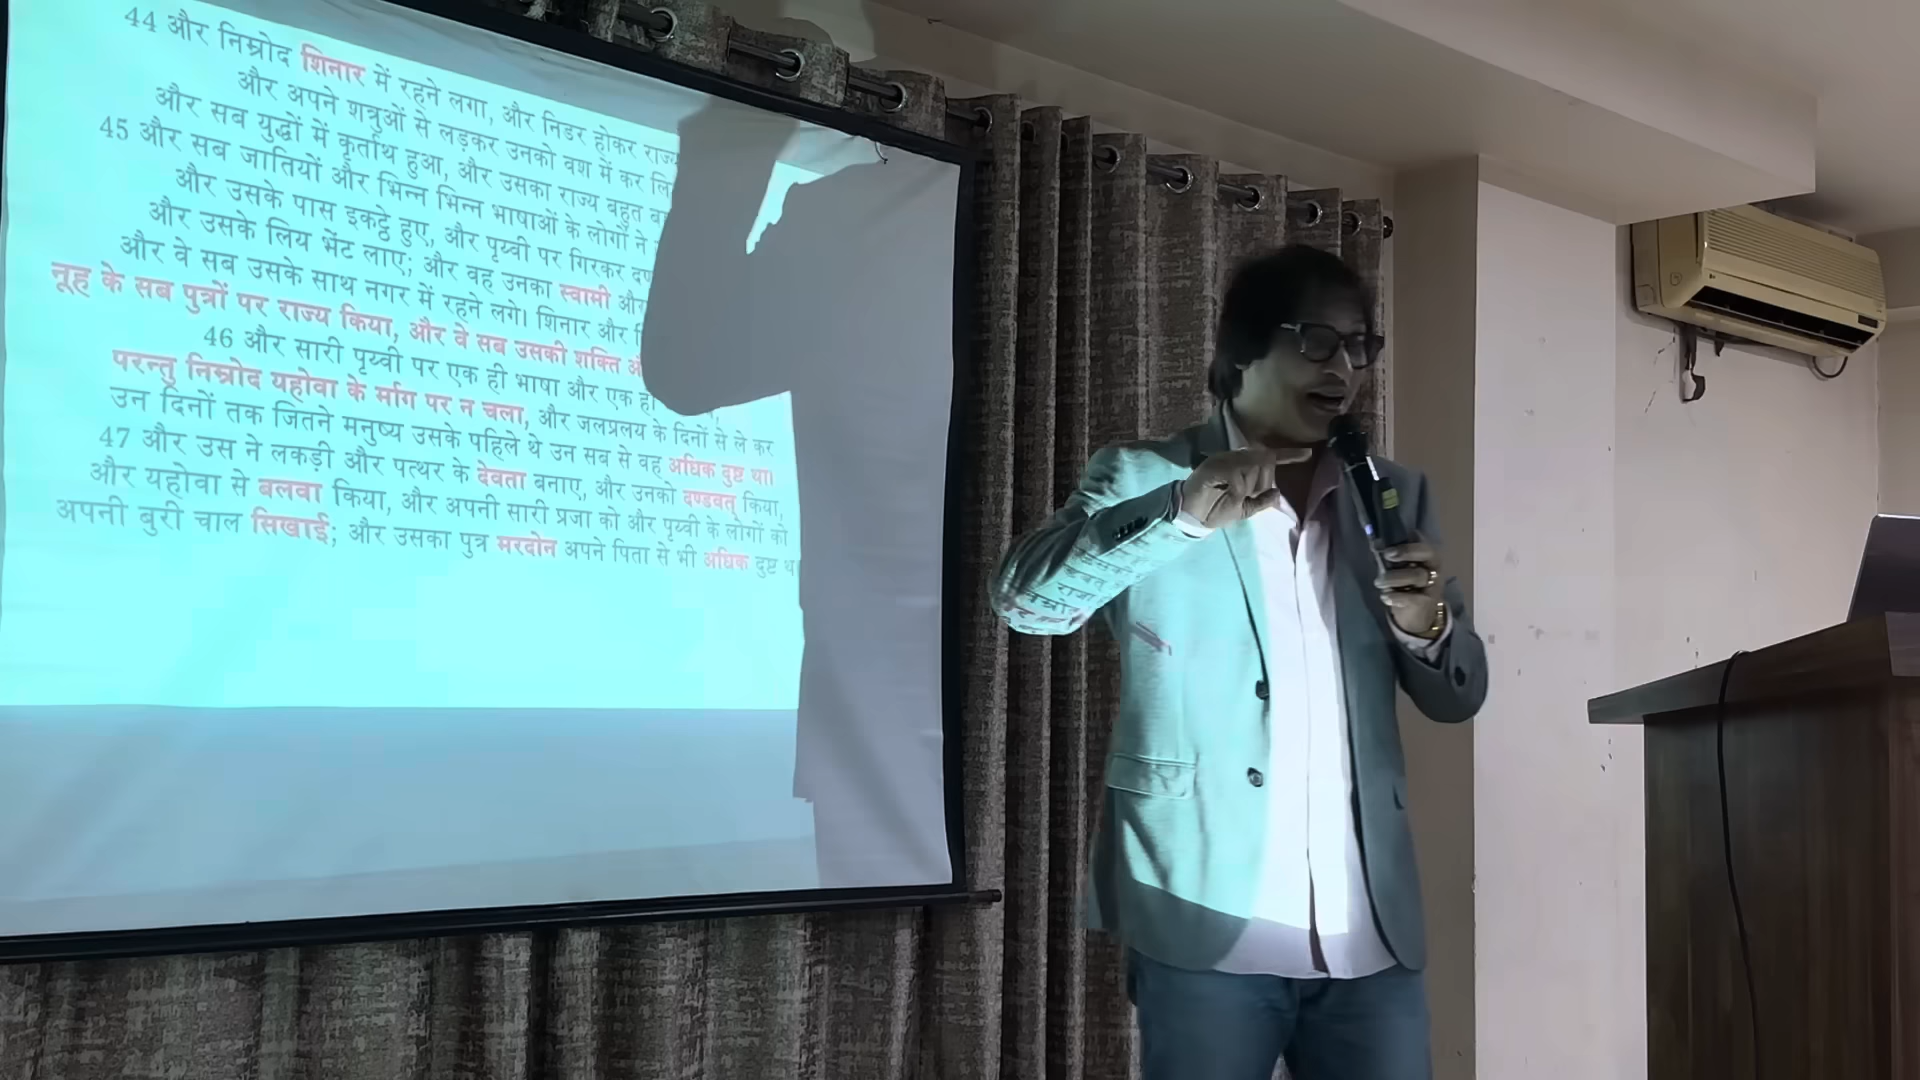 44 और निम्रोद शिनार में रहने लगा, और निडर होकर राज्य
और अपने शत्रुओं से लड़कर उनको वश में कर
और सब युद्धों में कृर्ताथ हुआ, और उसका राज्य बहुत
45 और सब जातियों और भिन्न भिन्न भाषाओं के लोगों ने
और उसके पास इकट्ठे हुए, और पृथ्वी पर गिरकर
और उसके लिय भेंट लाए; और वह उनका स्वामी और
और वे सब उसके साथ नगर में रहने लगे। शिनार और
नूह के सब पुत्रों पर राज्य किया, और वे सब उसकी शक्ति
46 और सारी पृथ्वी पर एक ही भाषा और एक ही
परन्तु निम्रोद यहोवा के र्माग पर न चला, और जलप्रलय के दिनों से ले कर
उन दिनों तक जितने मनुष्य उसके पहिले थे उन सब से वह अधिक दुष्ट था।
47 और उस ने लकड़ी और पत्थर के देवता बनाए, और उनको दण्डवत् किया,
और यहोवा से बलवा किया, और अपनी सारी प्रजा को और पृथ्वी के लोगों को
अपनी बुरी चाल सिखाई; और उसका पुत्र मरदोन अपने पिता से भी अधिक दुष्ट